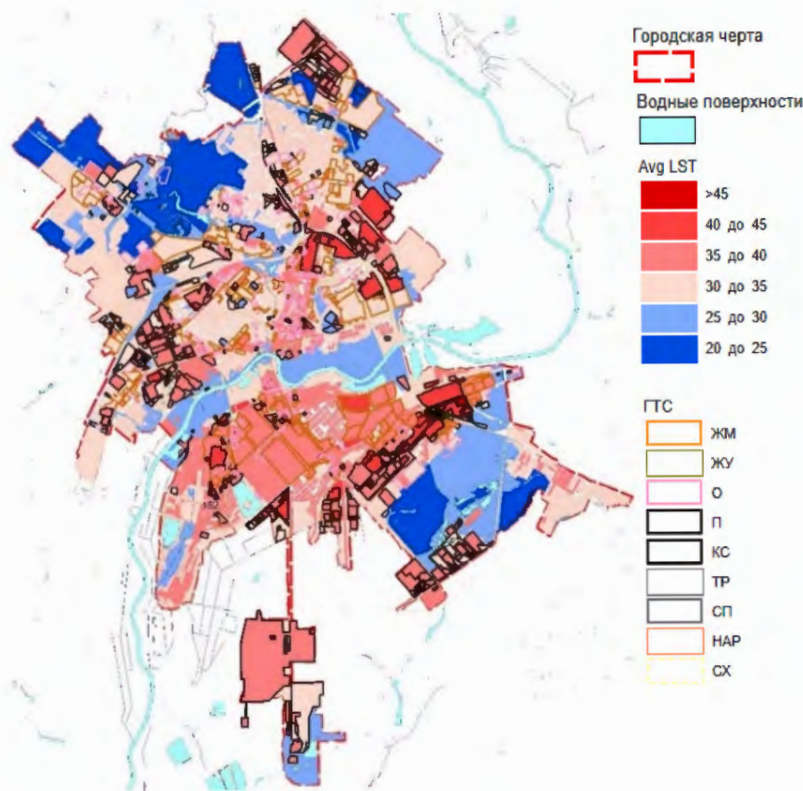 Городская черта
Водные поверхности
Avg LST
>45
40 до 45
35 до 40
30 до 35
25 до 30
20 до 25
ГТС
ЖМ
ЖУ
О
П
КС
ТР
СП
НАР
СХ